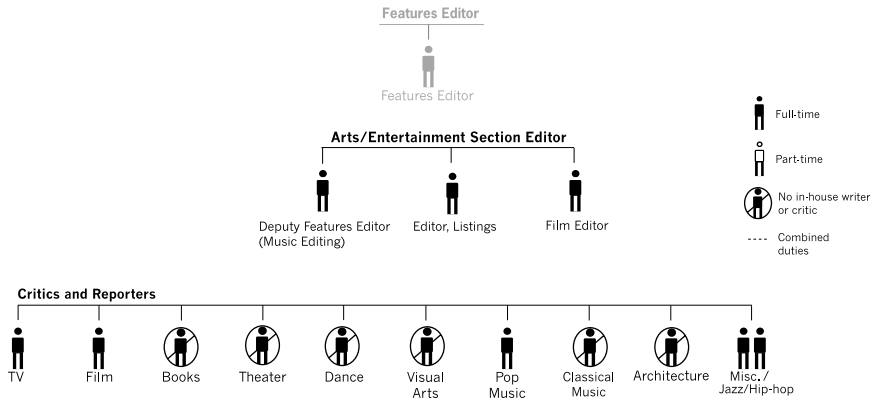 Features Editor
Features Editor
Arts/Entertainment Section Editor
Deputy Features Editor
(Music Editing)
Editor, Listings
Film Editor
Full-time
Part-time
No in-house writer
or critic
Combined
duties
Critics and Reporters
TV
Film
Books
Theater
Dance
Visual
Arts
Pop
Music
Classical
Music
Architecture
Misc./
Jazz/Hip-hop